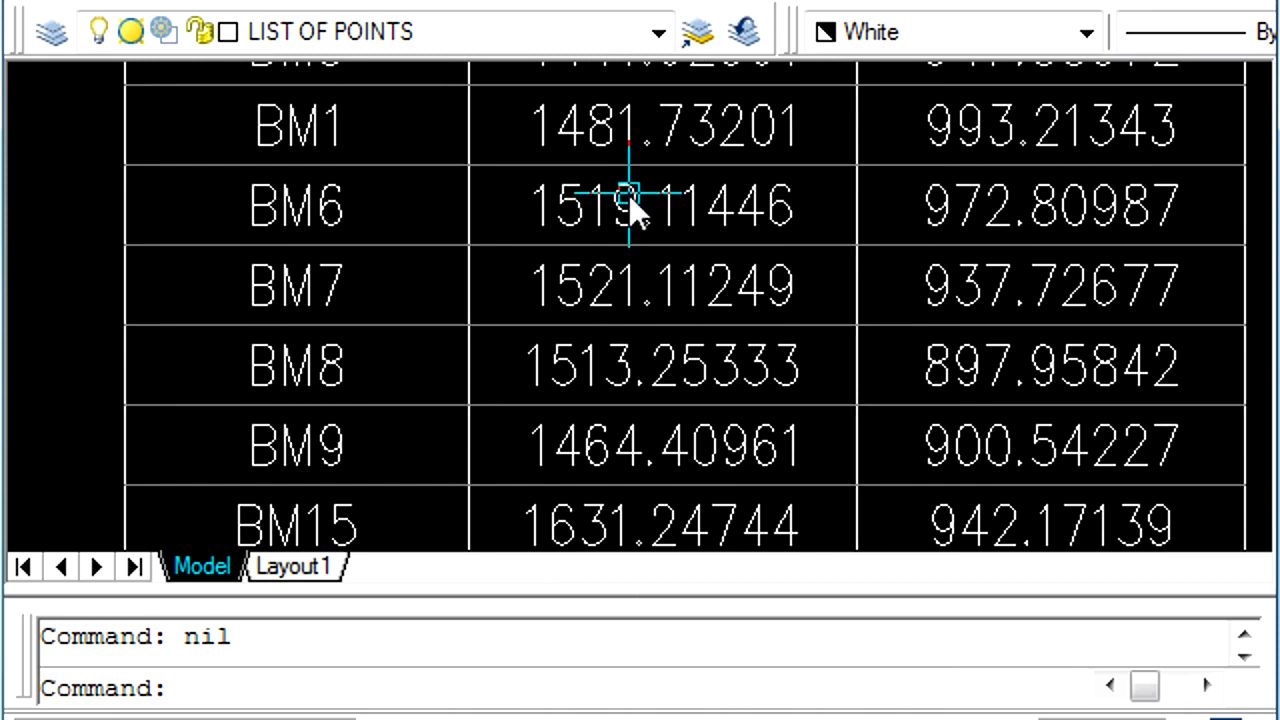 LIST OF POINTS White By
BM1 1481.73201 993.21343
BM6 1519.11446 972.80987
BM7 1521.11249 937.72677
BM8 1513.25333 897.95842
BM9 1464.40961 900.54227
BM15 1631.24744 942.17139
Model Layout1
Command: nil
Command: